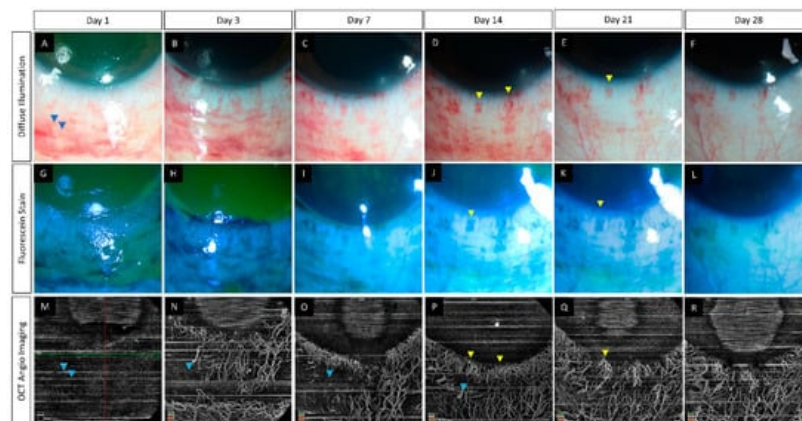 Day 1 Day 3 Day 7 Day 14 Day 21 Day 28
Diffuse Illumination
A B C D E F
Fluorescein Stain
G H I J K L
OCT Angio Imaging
M N O P Q R